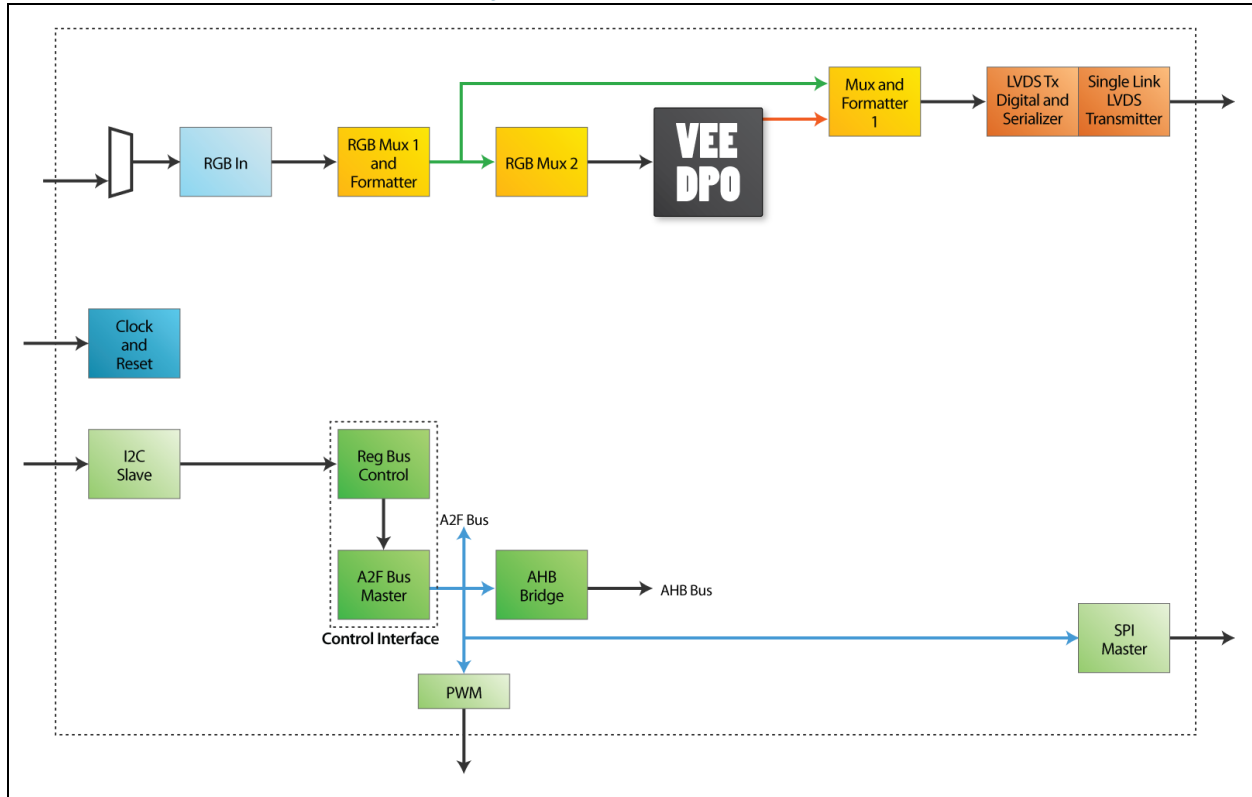 RGB In
RGB Mux 1
and
Formatter
RGB Mux 2
VEE
DPO
Mux and
Formatter
1
LVDS Tx
Digital and
Serializer
Single Link
LVDS
Transmitter
Clock
and
Reset
I2C
Slave
Reg Bus
Control
A2F Bus
A2F Bus
Master
AHB
Bridge
AHB Bus
Control Interface
SPI
Master
PWM